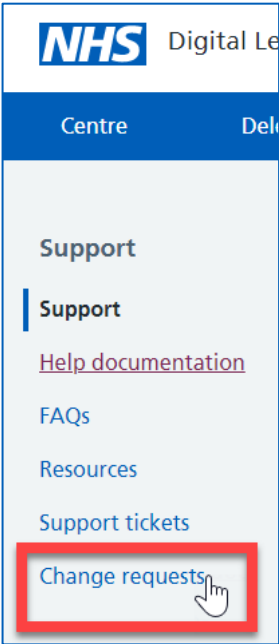 NHS Digital Le
Centre Del
Support
Support
Help documentation
FAQs
Resources
Support tickets
Change requests